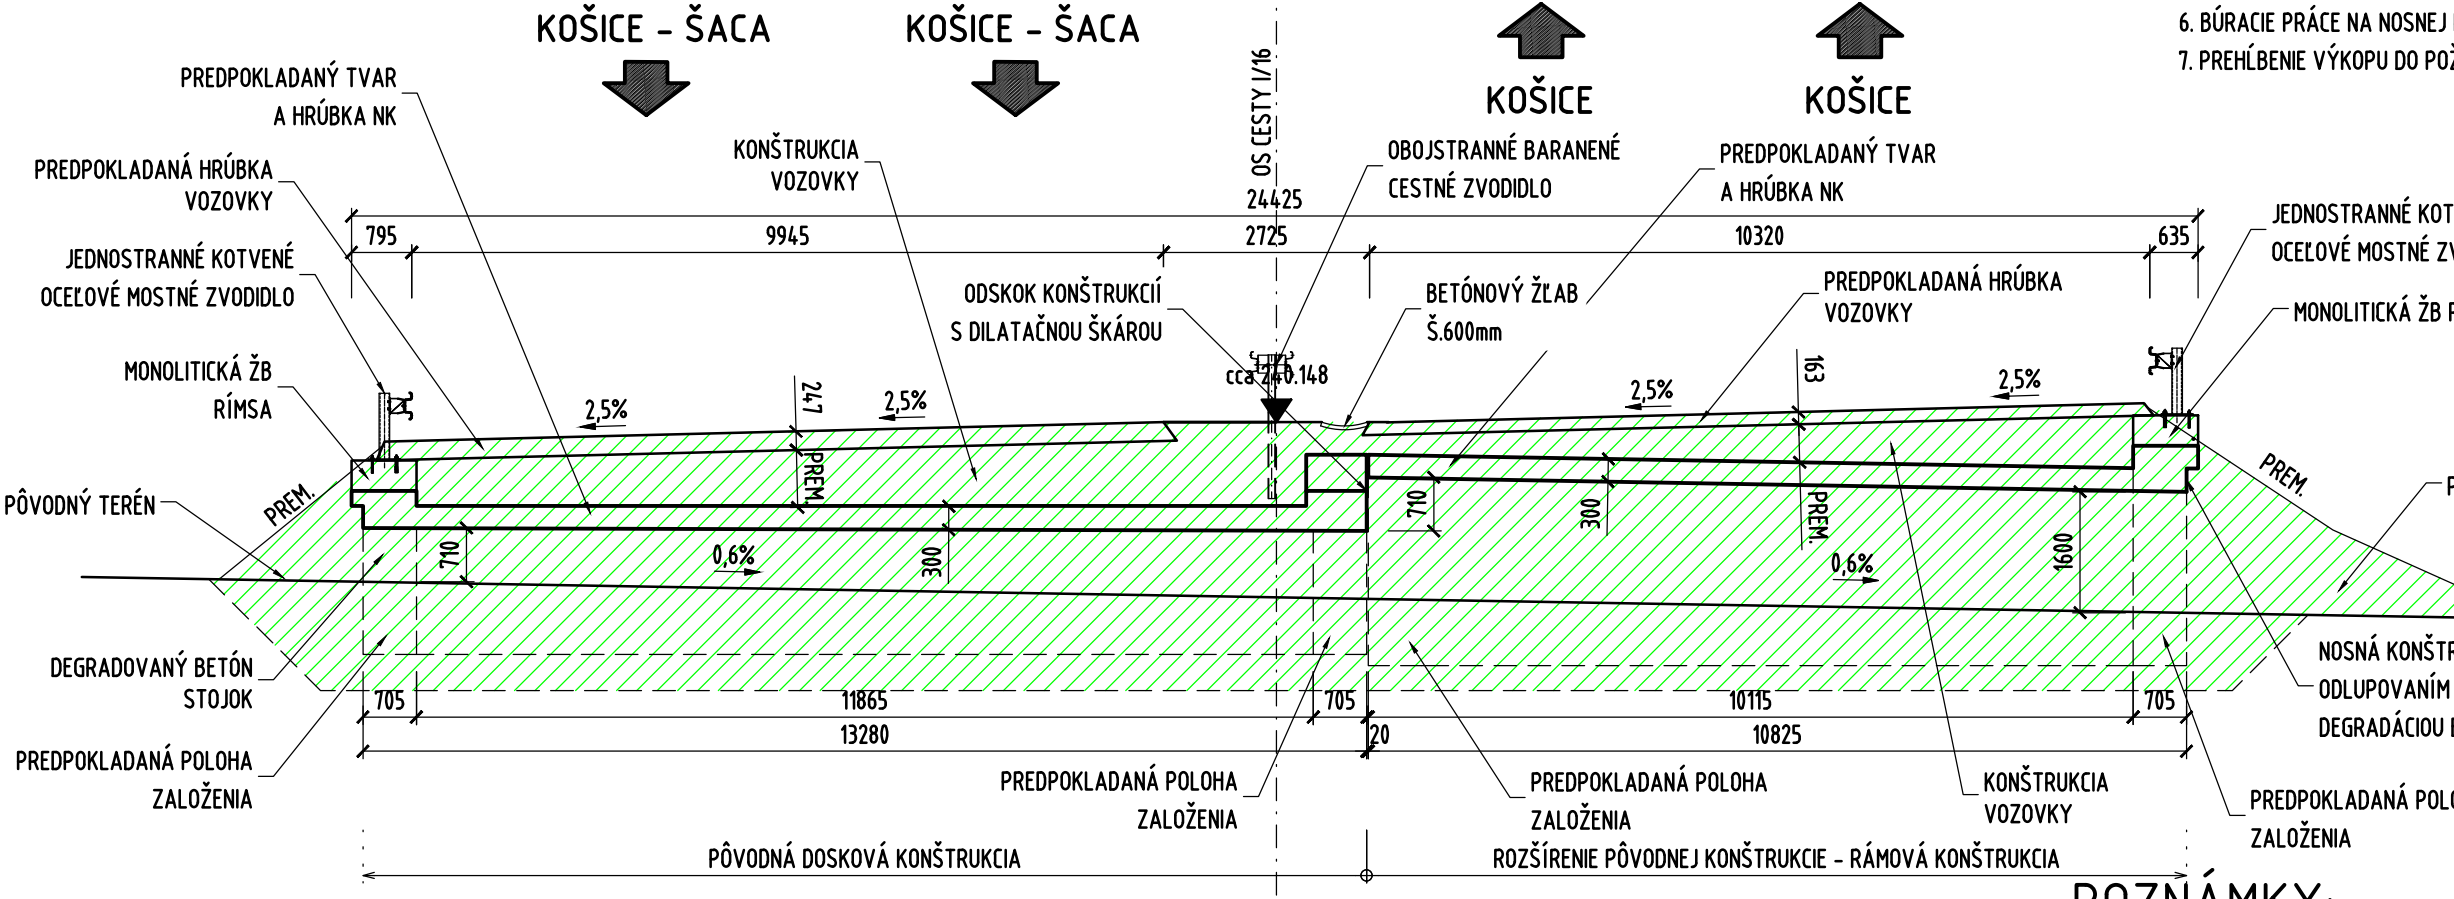 KOŠICE - ŠACA
KOŠICE - ŠACA
KOŠICE
KOŠICE
OS CESTY I/16
6. BÚRACIE PRÁCE NA NOSNEJ
7. PREHĹBENIE VÝKOPU DO
PREDPOKLADANÝ TVAR
A HRÚBKA NK
PREDPOKLADANÁ HRÚBKA
VOZOVKY
JEDNOSTRANNÉ KOTVENÉ
OCEĽOVÉ MOSTNÉ ZVODIDLO
MONOLITICKÁ ŽB
RÍMSA
PÔVODNÝ TERÉN
KONŠTRUKCIA
VOZOVKY
OBOJSTRANNÉ BARANENÉ
CESTNÉ ZVODIDLO
PREDPOKLADANÝ TVAR
A HRÚBKA NK
24425
795
9945
2725
10320
635
ODSKOK KONŠTRUKCIÍ
S DILATAČNOU ŠKÁROU
BETÓNOVÝ ŽĽAB
Š.600mm
PREDPOKLADANÁ HRÚBKA
VOZOVKY
JEDNOSTRANNÉ
OCEĽOVÉ MOSTNÉ
MONOLITICKÁ ŽB
cca 240.148
2,5%
247
2,5%
2,5%
163
2,5%
PREM.
PREM.
PREM.
PREM.
710
0,6%
300
710
300
0,6%
1600
DEGRADOVANÝ BETÓN
STOJOK
PREDPOKLADANÁ POLOHA
ZALOŽENIA
705
11865
705
10115
705
13280
20
10825
PREDPOKLADANÁ POLOHA
ZALOŽENIA
PREDPOKLADANÁ POLOHA
ZALOŽENIA
KONŠTRUKCIA
VOZOVKY
NOSNÁ
ODLUPOVANÍM
DEGRADÁCIOU
PREDPOKLADANÁ
ZALOŽENIA
PÔVODNÁ DOSKOVÁ KONŠTRUKCIA
ROZŠÍRENIE PÔVODNEJ KONŠTRUKCIE - RÁMOVÁ KONŠTRUKCIA
POZNÁMKY: